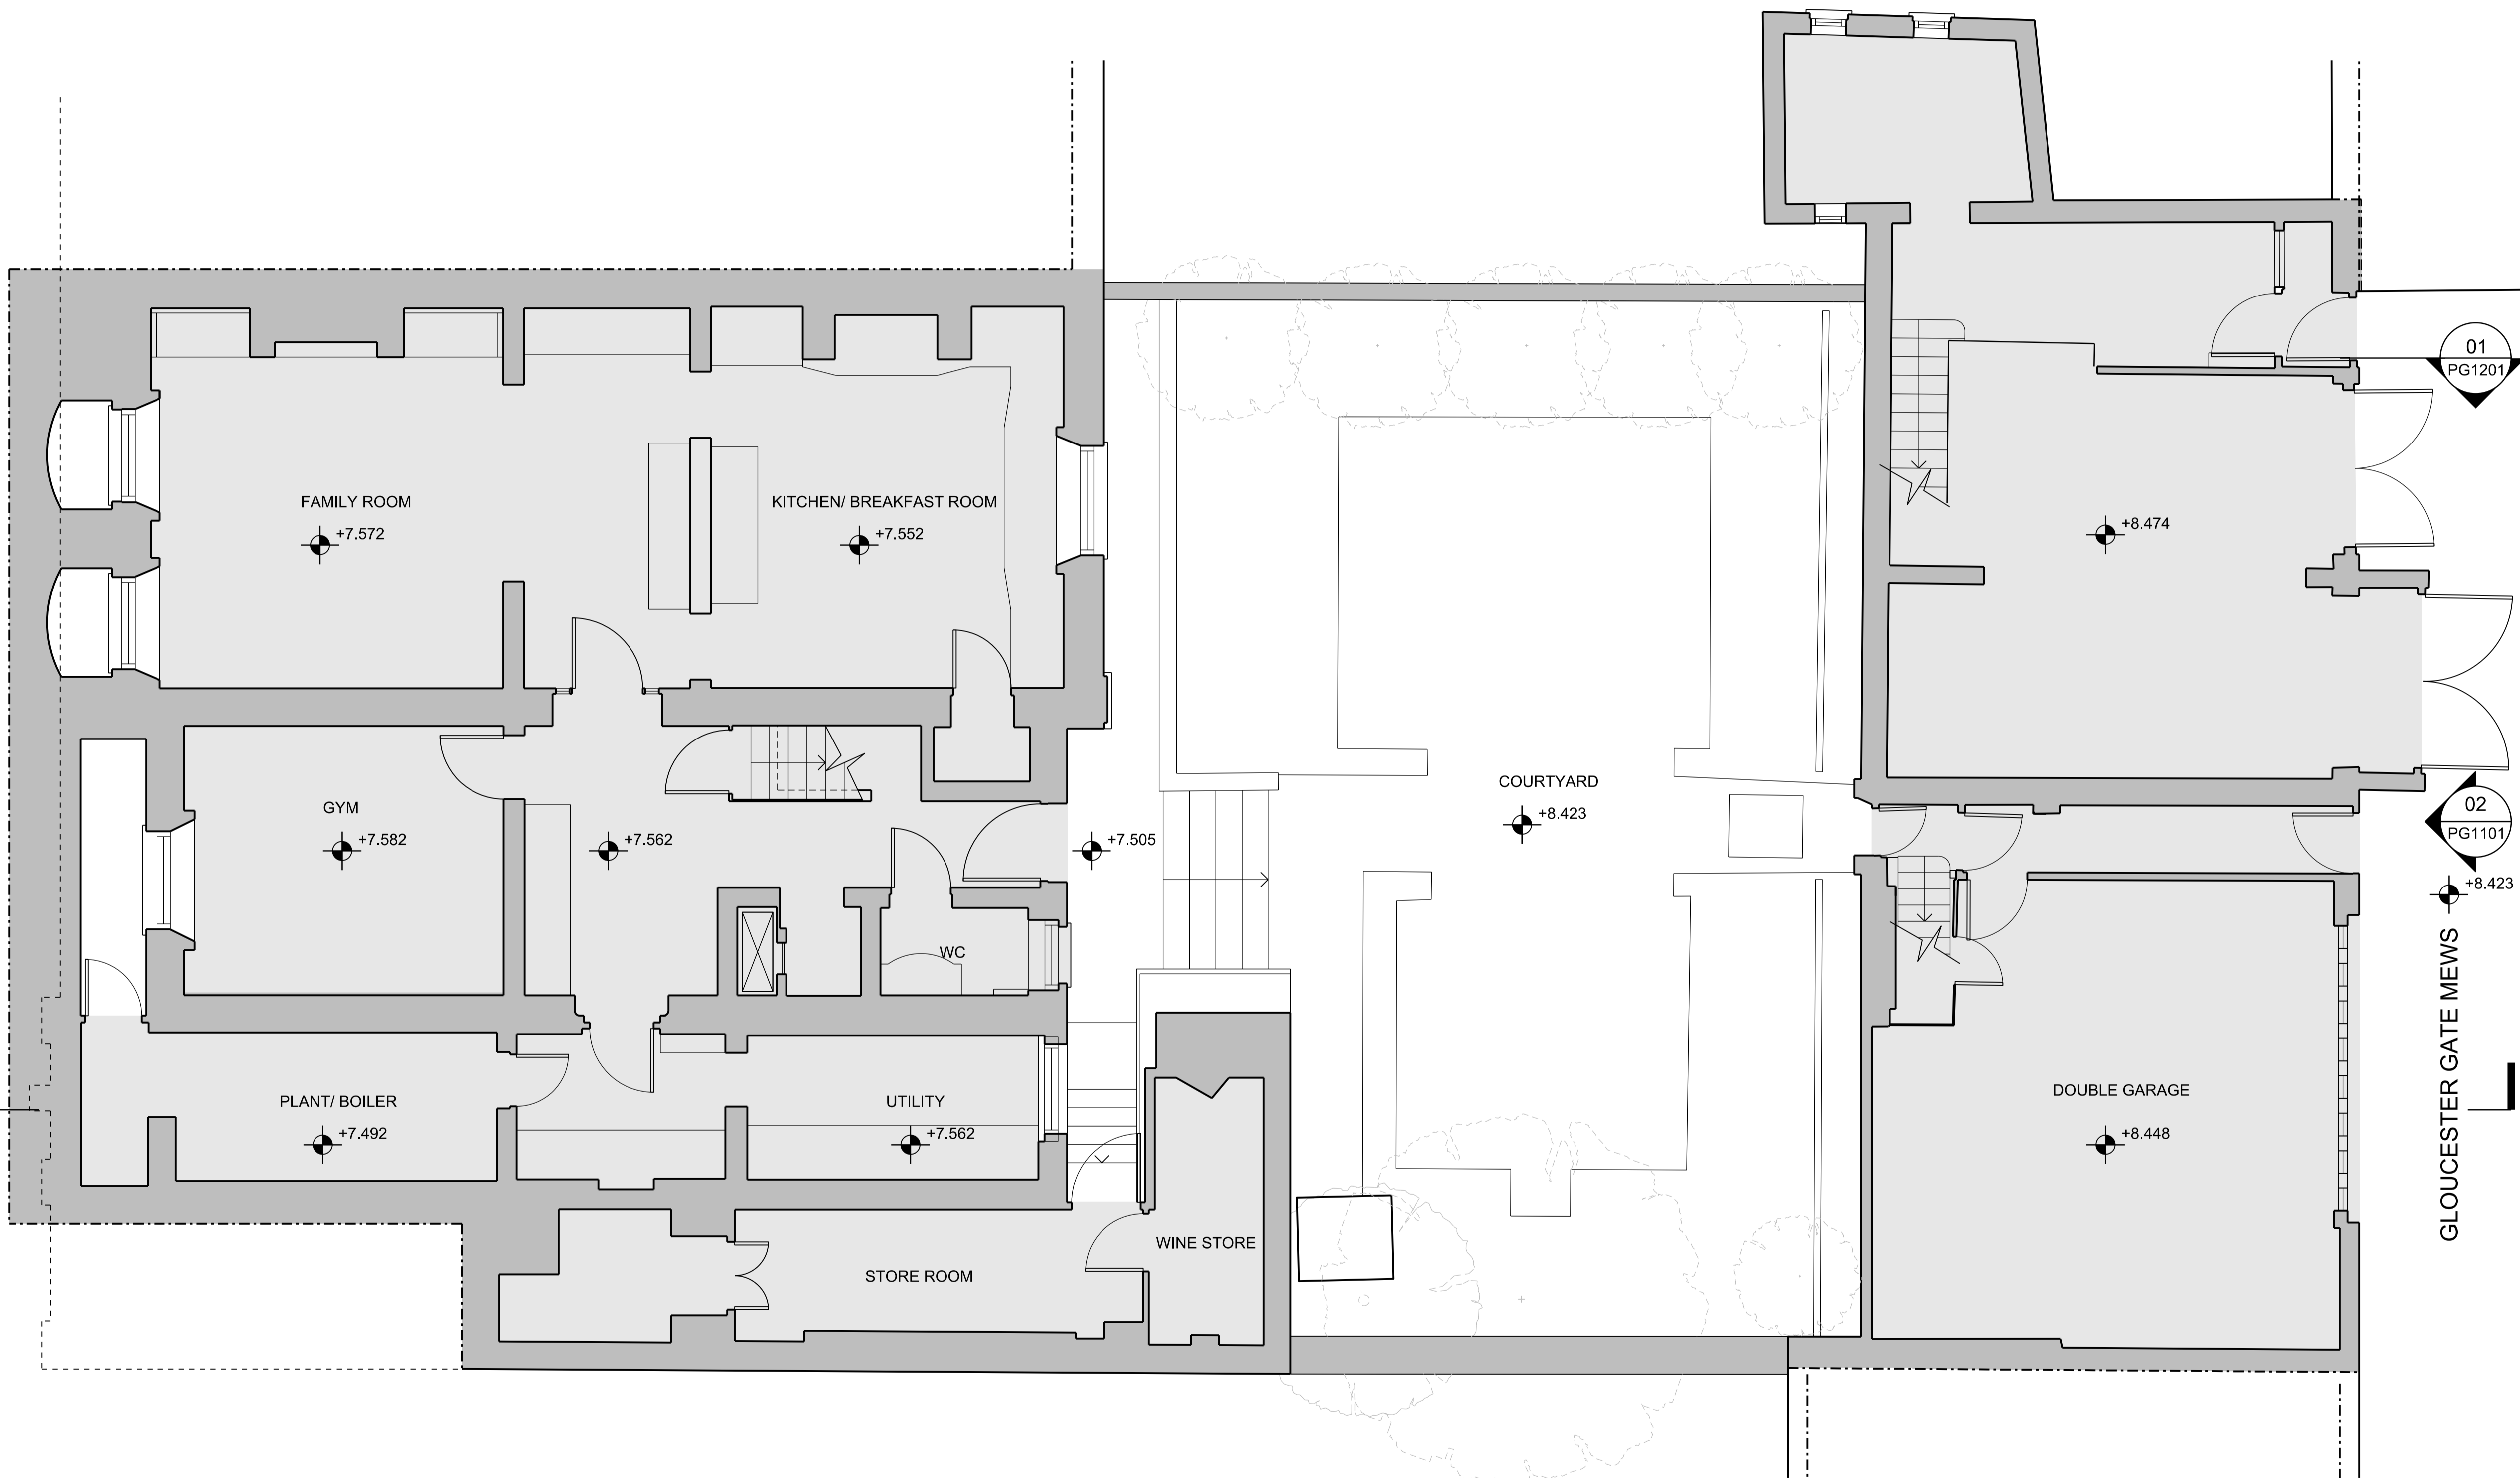 01
PG1201
FAMILY ROOM
+7.572
KITCHEN/ BREAKFAST ROOM
+7.552
+8.474
COURTYARD
+8.423
GYM
+7.582
+7.562
+7.505
02
PG1101
+8.423
WC
GLOUCESTER GATE MEWS
PLANT/ BOILER
+7.492
UTILITY
+7.562
DOUBLE GARAGE
+8.448
WINE STORE
STORE ROOM